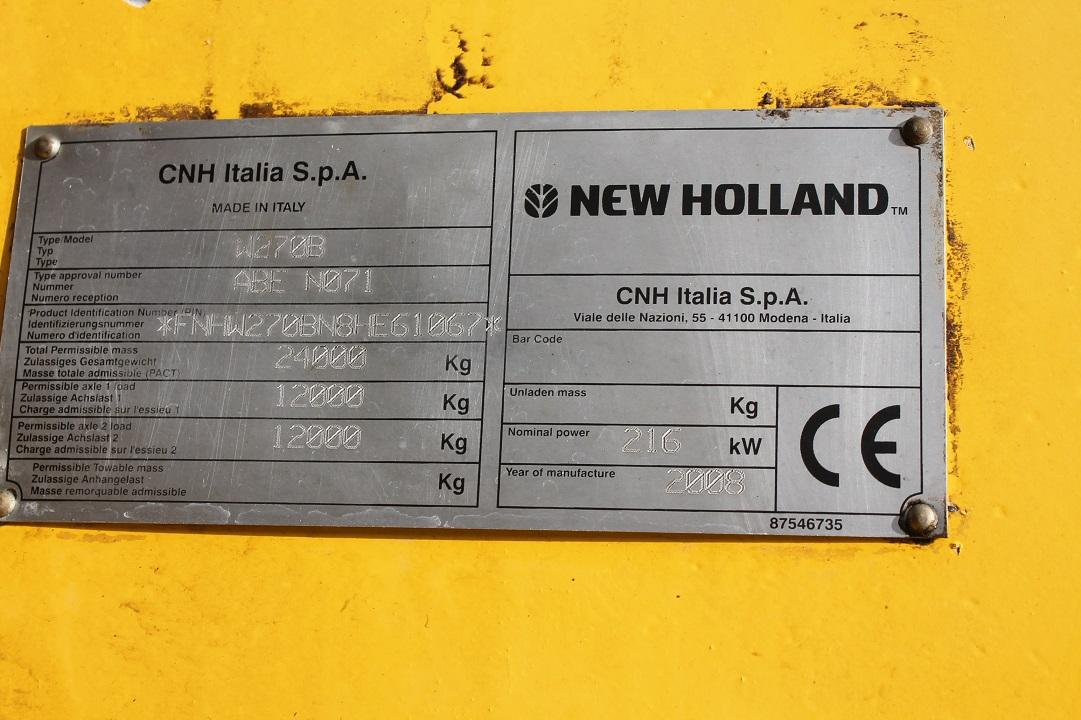 CNH Italia S.p.A.
MADE IN ITALY
Type/Model
Typ
Type
W270B
Type approval number
Nummer
Numero reception
ABE N071
Product Identification Number (PIN)
Identifizierungsnummer
Numero d'identification
*FNHW270BN8HE61067*
Total Permissible mass
Zulassiges Gesamtgewicht
Masse totale admissible (PACT)
24000 Kg
Permissible axle 1 load
Zulassige Achslast 1
Charge admissible sur l'essieu 1
12000 Kg
Permissible axle 2 load
Zulassige Achslast 2
Charge admissible sur l'essieu 2
12000 Kg
Permissible Towable mass
Zulassige Anhangelast
Masse remorquable admissible
Kg
NEW HOLLAND™
CNH Italia S.p.A.
Viale delle Nazioni, 55 - 41100 Modena - Italia
Bar Code
Unladen mass Kg
Nominal power 216 kW
Year of manufacture 2008
CE
87546735